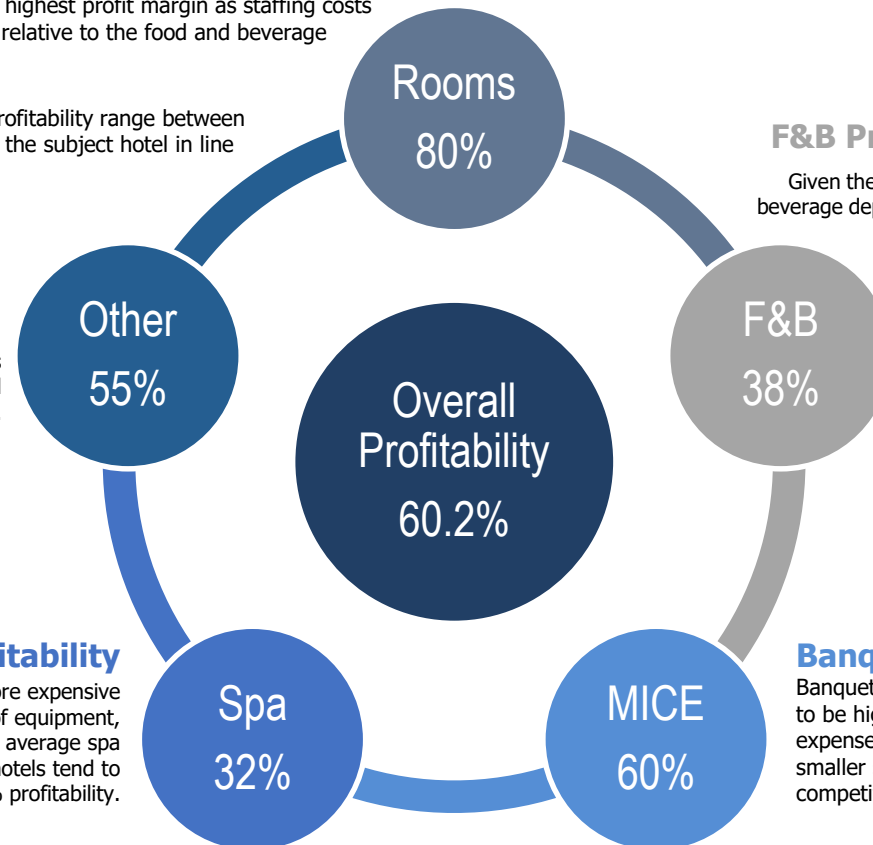 highest profit margin as staffing costs
relative to the food and beverage
rofitability range between
the subject hotel in line
Rooms
80%
F&B Pr
Given the
beverage dep
Other
55%
F&B
38%
Overall
Profitability
60.2%
itability
ore expensive
of equipment,
average spa
hotels tend to
% profitability.
Spa
32%
MICE
60%
Banq
Banquet
to be hig
expense
smaller
competi